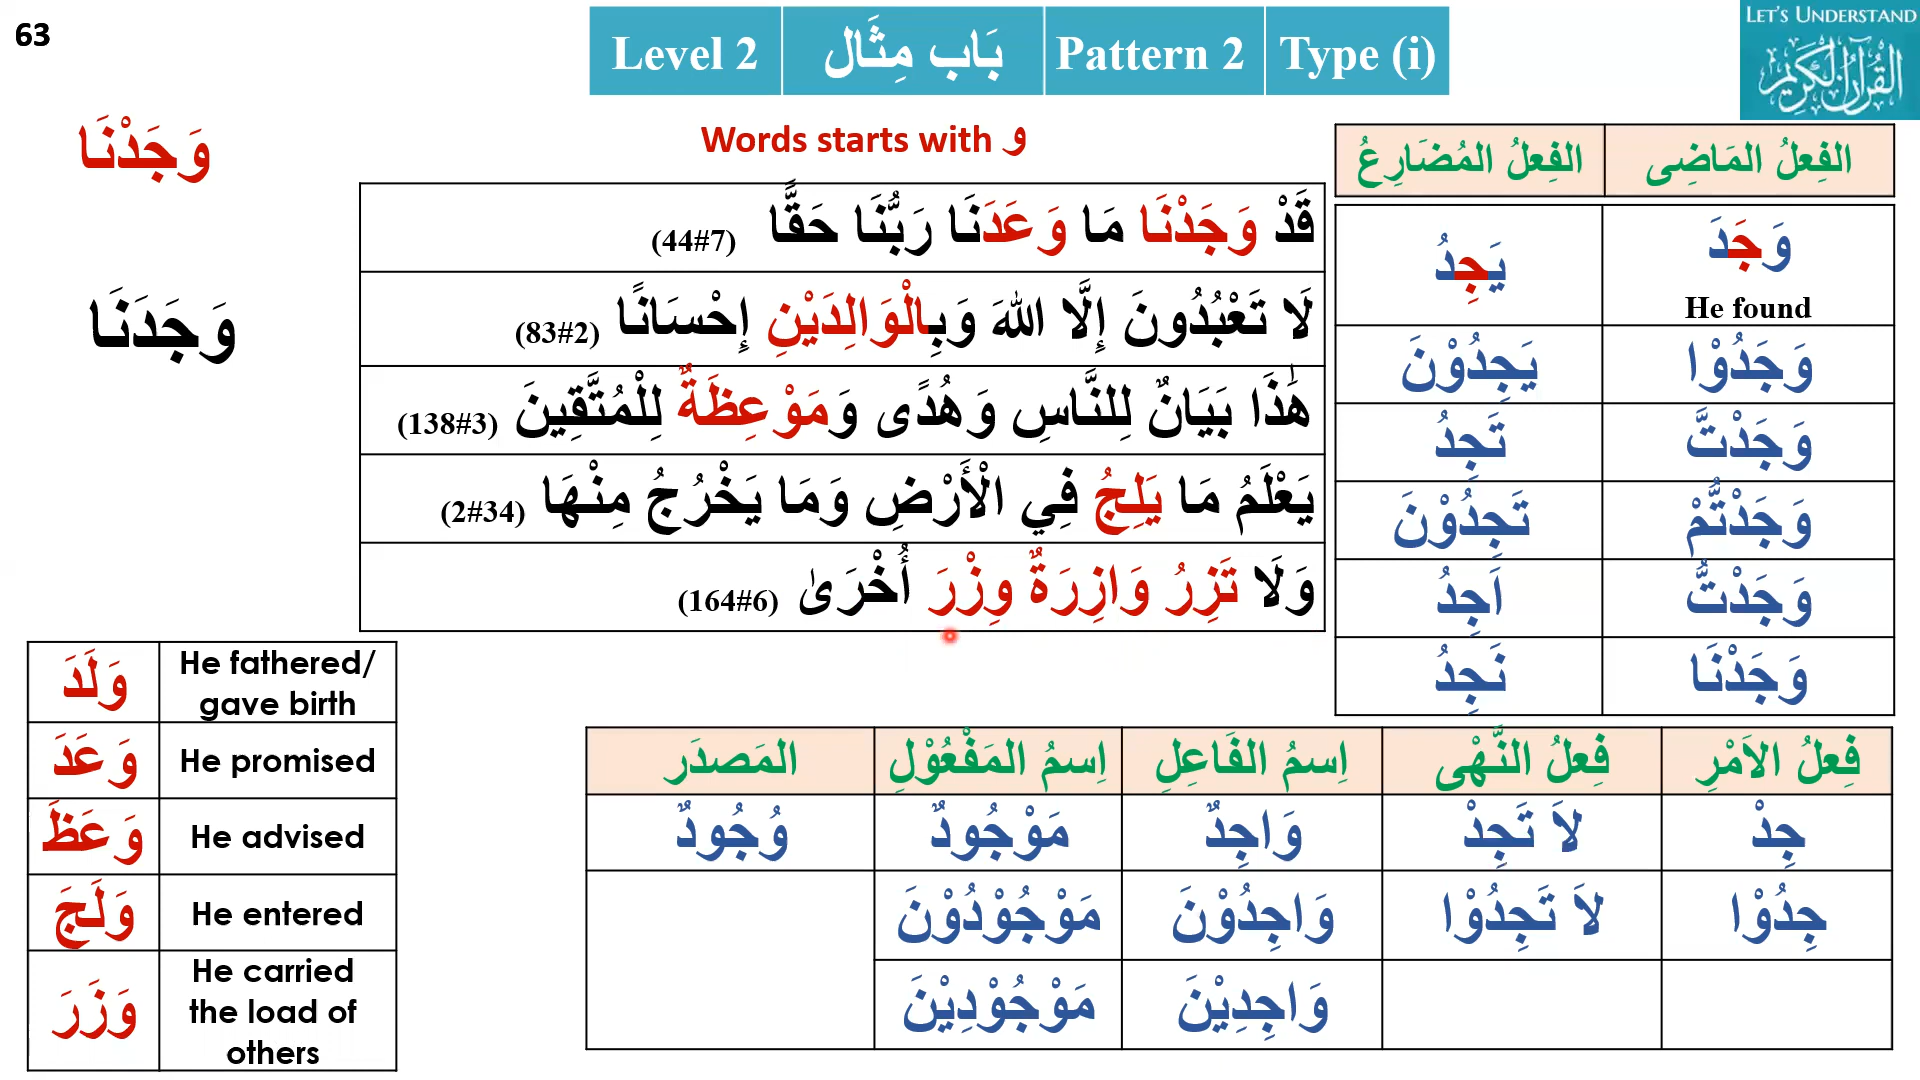 63
Level 2 بَاب مِثَال Pattern 2 Type (i)
LET'S UNDERSTAND
القُرآنُ الكَرِيم
وَجَدْنَا
وَجَدَنَا
Words starts with و
قَدْ وَجَدْنَا مَا وَعَدَنَا رَبُّنَا حَقًّا (44#7)
لَا تَعْبُدُونَ إِلَّا اللهَ وَبِالْوَالِدَيْنِ إِحْسَانًا (83#2)
هَٰذَا بَيَانٌ لِلنَّاسِ وَهُدًى وَمَوْعِظَةٌ لِلْمُتَّقِينَ (138#3)
يَعْلَمُ مَا يَلِجُ فِي الْأَرْضِ وَمَا يَخْرُجُ مِنْهَا (2#34)
وَلَا تَزِرُ وَازِرَةٌ وِزْرَ أُخْرَىٰ (164#6)
الفِعلُ المَاضِى الفِعلُ المُضَارِعُ
وَجَدَ يَجِدُ
He found
وَجَدُوْا يَجِدُوْنَ
وَجَدْتَّ تَجِدُ
وَجَدْتُّمْ تَجِدُوْنَ
وَجَدْتُّ اَجِدُ
وَجَدْنَا نَجِدُ
وَلَدَ He fathered/
gave birth
وَعَدَ He promised
وَعَظَ He advised
وَلَجَ He entered
وَزَرَ He carried
the load of
others
فِعلُ الاَمْرِ فِعلُ النَّهْى اِسمُ الفَاعِلِ اِسمُ المَفْعُوْلِ المَصدَر
جِدْ لاَ تَجِدْ وَاجِدٌ مَوْجُودٌ وُجُودٌ
جِدُوْا لاَ تَجِدُوْا وَاجِدُوْنَ مَوْجُوْدُوْنَ
وَاجِدِيْنَ مَوْجُوْدِيْنَ